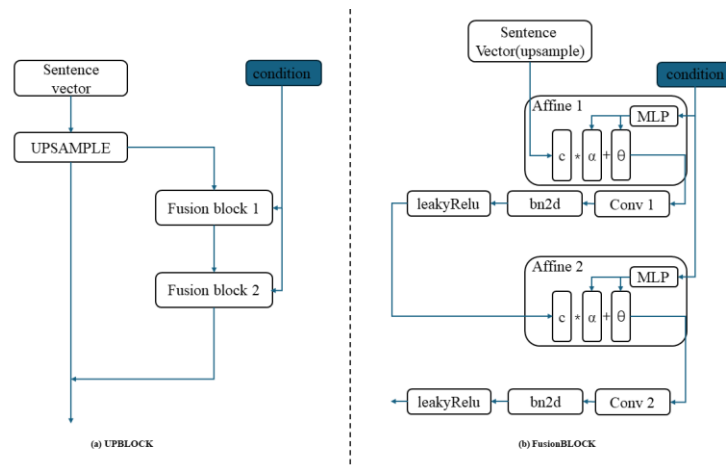 Sentence
vector
condition
UPSAMPLE
Fusion block 1
Fusion block 2
(a) UPBLOCK
Sentence
Vector(upsample)
condition
Affine 1
MLP
c * α + θ
leakyRelu
bn2d
Conv 1
Affine 2
MLP
c * α + θ
leakyRelu
bn2d
Conv 2
(b) FusionBLOCK